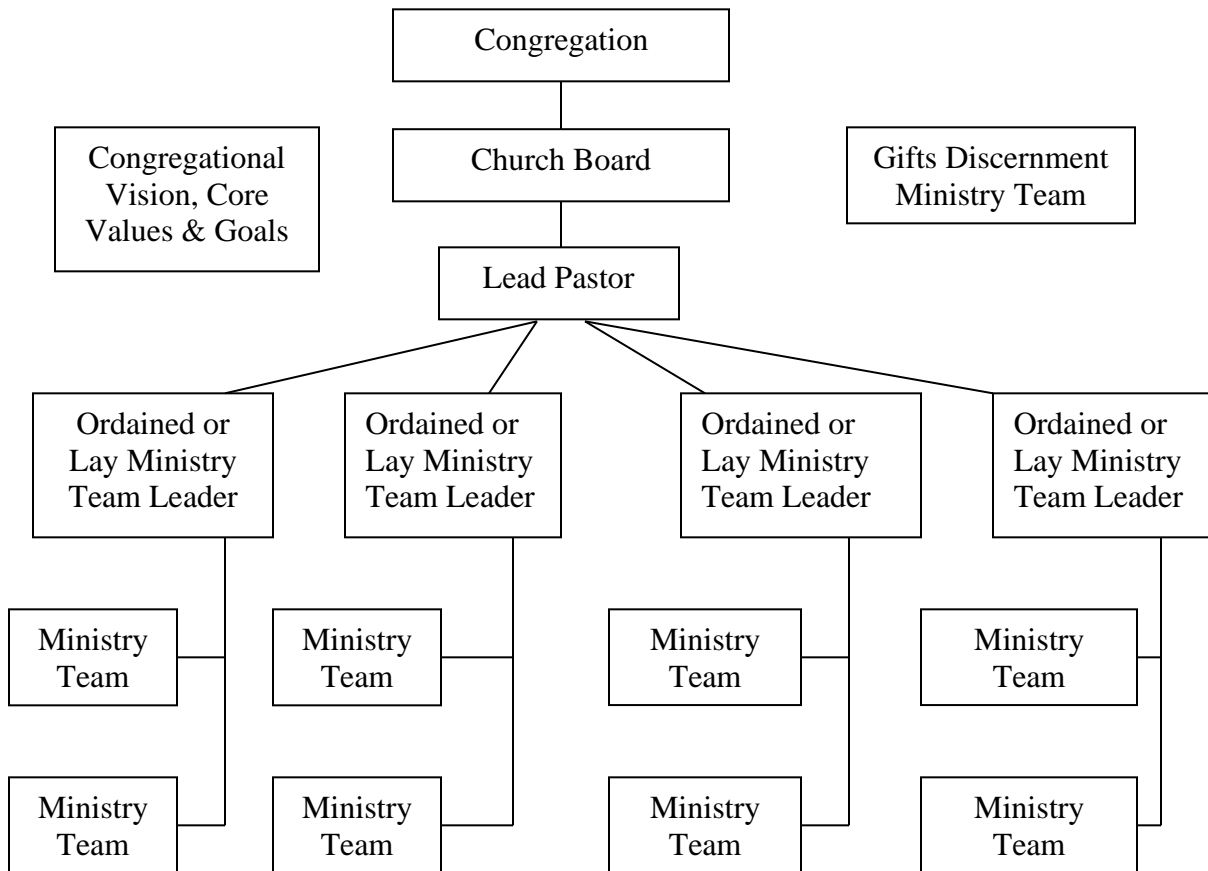 Congregation
Congregational
Vision, Core
Values & Goals
Church Board
Gifts Discernment
Ministry Team
Lead Pastor
Ordained or
Lay Ministry
Team Leader
Ordained or
Lay Ministry
Team Leader
Ordained or
Lay Ministry
Team Leader
Ordained or
Lay Ministry
Team Leader
Ministry
Team
Ministry
Team
Ministry
Team
Ministry
Team
Ministry
Team
Ministry
Team
Ministry
Team
Ministry
Team